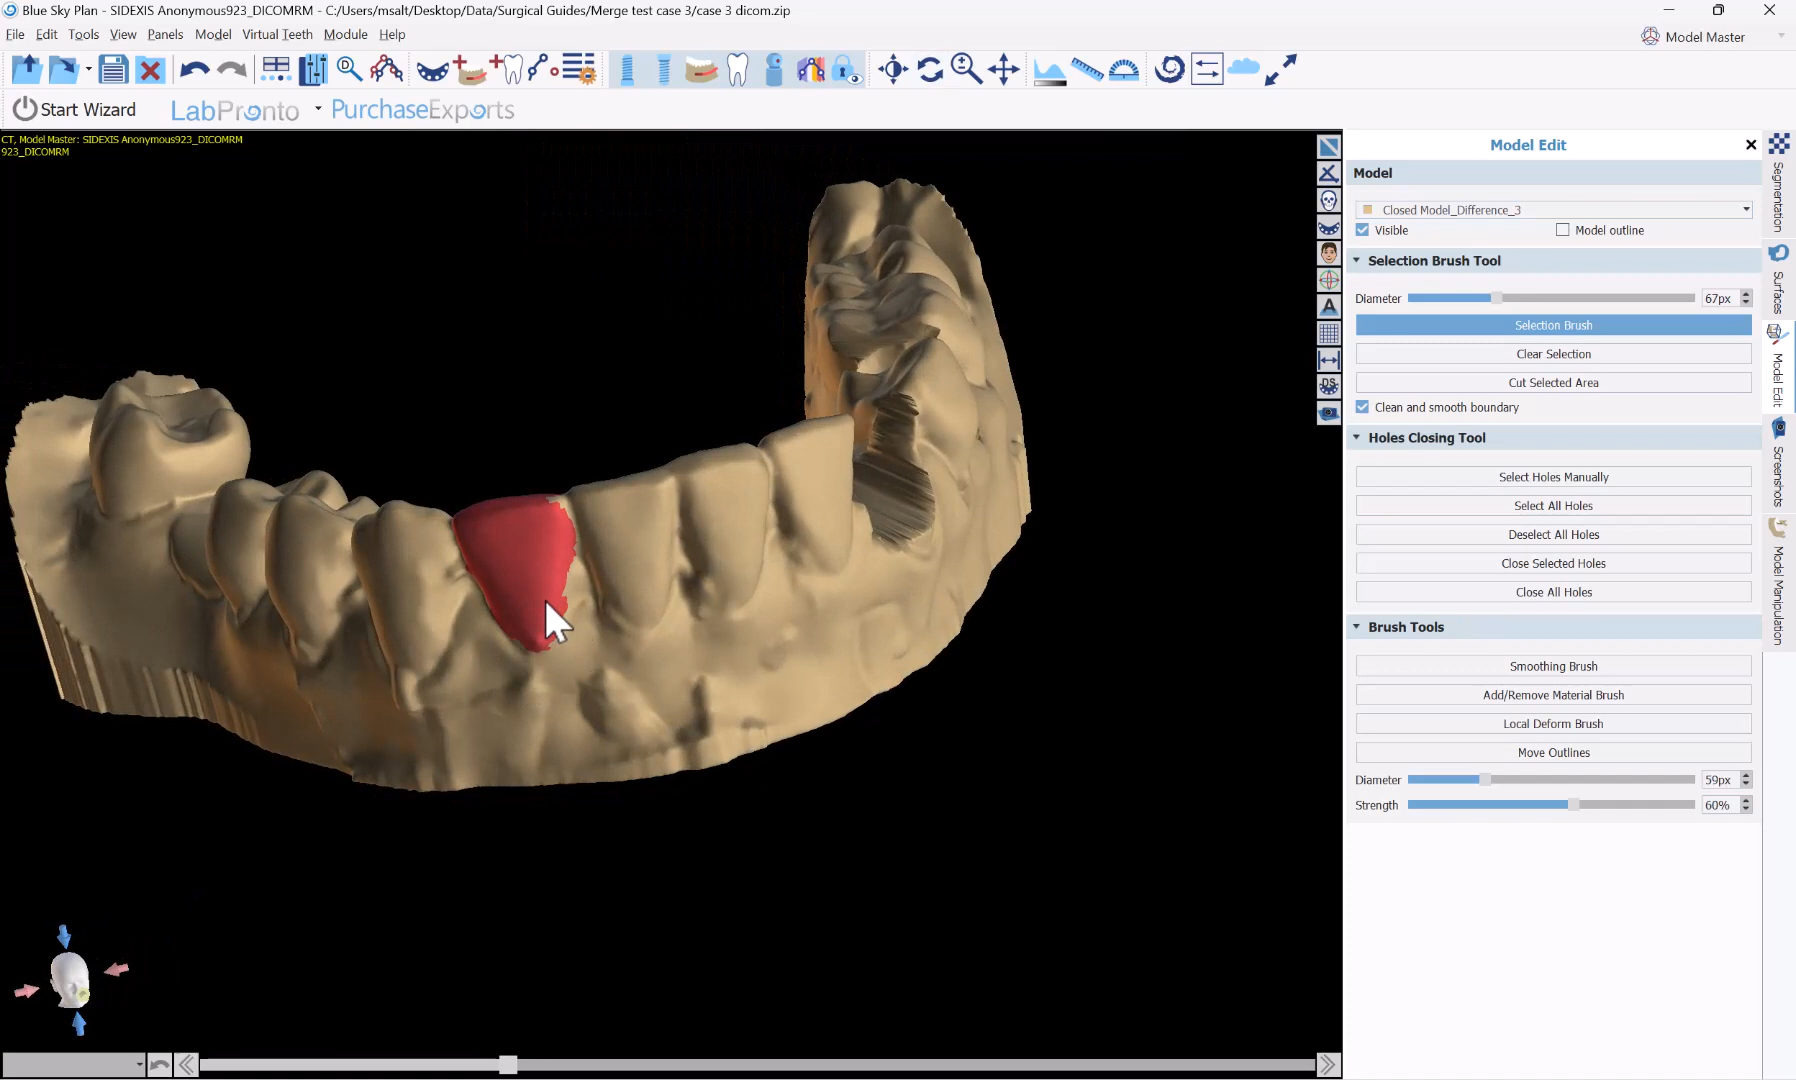 Blue Sky Plan - SIDEXIS Anonymous923_DICOMRM - C:/Users/msalt/Desktop/Data/Surgical Guides/Merge test case 3/case 3 dicom.zip
File Edit Tools View Panels Model Virtual Teeth Module Help
Model Master
Start Wizard LabPronto PurchaseExports
CT, Model Master: SIDEXIS Anonymous923_DICOMRM
923_DICOMRM
Model Edit
Model
Closed Model_Difference_3
Visible Model outline
Selection Brush Tool
Diameter 67px
Selection Brush
Clear Selection
Cut Selected Area
Clean and smooth boundary
Holes Closing Tool
Select Holes Manually
Select All Holes
Deselect All Holes
Close Selected Holes
Close All Holes
Brush Tools
Smoothing Brush
Add/Remove Material Brush
Local Deform Brush
Move Outlines
Diameter 59px
Strength 60%
Segmentation
Surfaces
Model Edit
Screenshots
Model Manipulation
A
DS